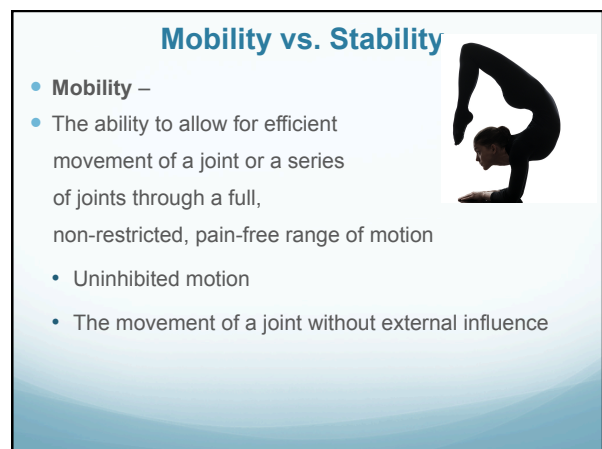 Mobility vs. Stability
• Mobility –
• The ability to allow for efficient
movement of a joint or a series
of joints through a full,
non-restricted, pain-free range of motion
• Uninhibited motion
• The movement of a joint without external influence